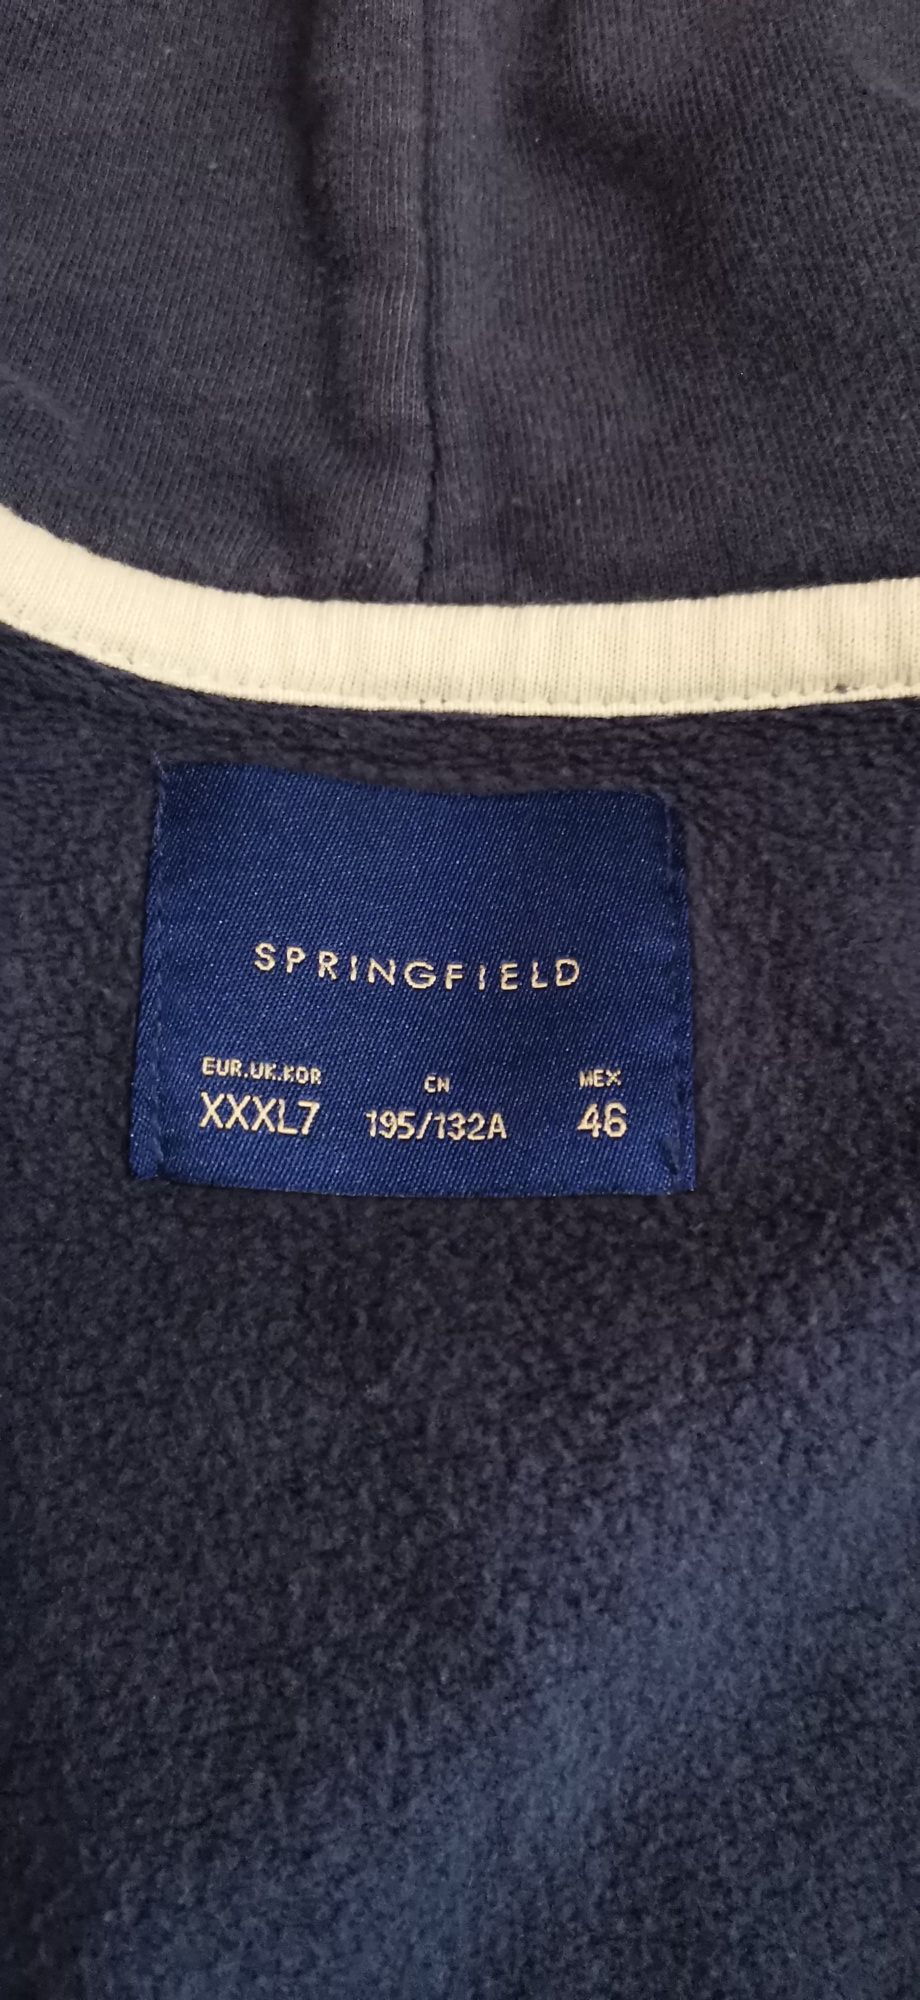 SPRINGFIELD
EUR.UK.KOR CN MEX
XXXL7 195/132A 46